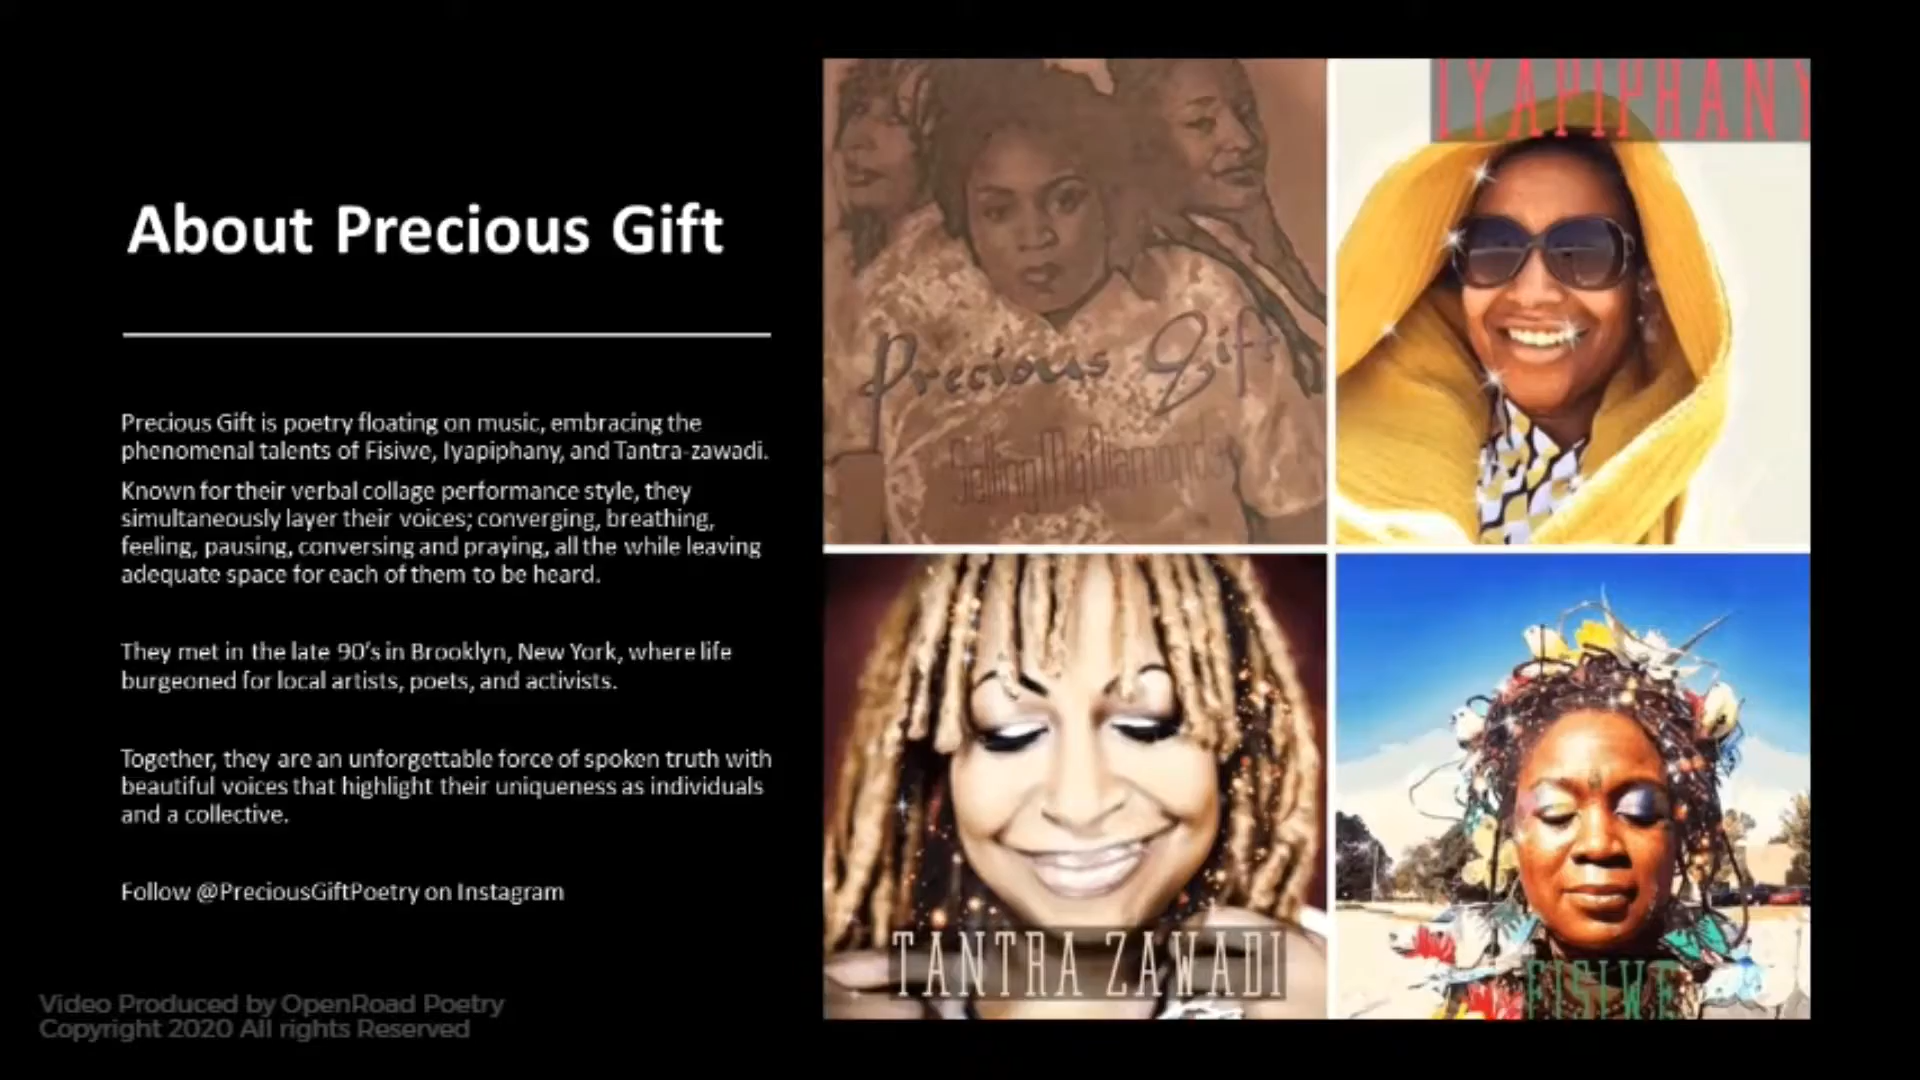 About Precious Gift
Precious Gift is poetry floating on music, embracing the
phenomenal talents of Fisiwe, Iyapiphany, and Tantra-zawadi.
Known for their verbal collage performance style, they
simultaneously layer their voices; converging, breathing,
feeling, pausing, conversing and praying, all the while leaving
adequate space for each of them to be heard.
They met in the late 90's in Brooklyn, New York, where life
burgeoned for local artists, poets, and activists.
Together, they are an unforgettable force of spoken truth with
beautiful voices that highlight their uniqueness as individuals
and a collective.
Follow @PreciousGiftPoetry on Instagram
Video Produced by OpenRoad Poetry
Copyright 2020 All rights Reserved
Precious Gift
Selling My Diamonds
IYAPIPHANY
TANTRA ZAWADI
FISIWE